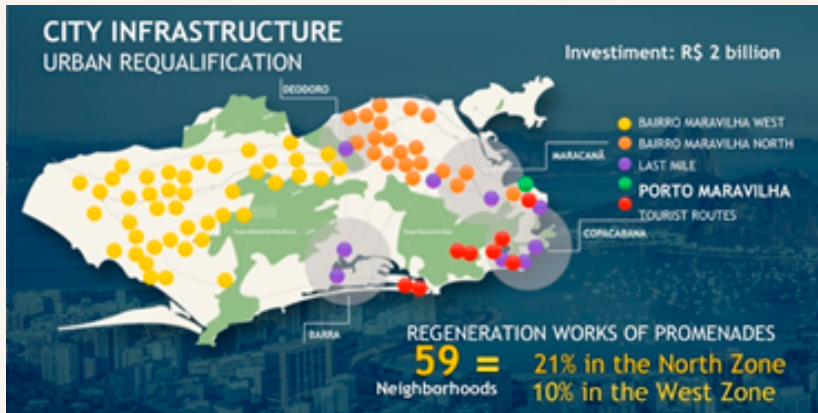 CITY INFRASTRUCTURE
URBAN REQUALIFICATION
Investiment: R$ 2 billion
DEODORO
BAIRRO MARAVILHA WEST
BAIRRO MARAVILHA NORTH
LAST MILE
PORTO MARAVILHA
TOURIST ROUTES
MARACANÃ
COPACABANA
BARRA
REGENERATION WORKS OF PROMENADES
59 = 21% in the North Zone
Neighborhoods 10% in the West Zone